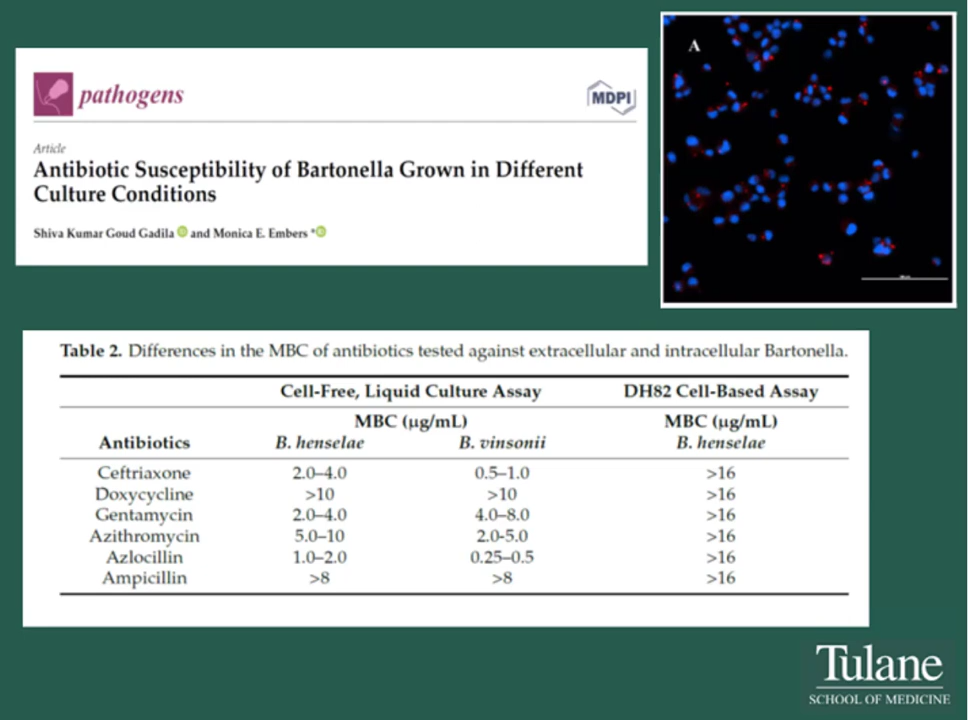 A
pathogens
MDPI
Article
Antibiotic Susceptibility of Bartonella Grown in Different
Culture Conditions
Shiva Kumar Goud Gadila and Monica E. Embers *
Table 2. Differences in the MBC of antibiotics tested against extracellular and intracellular Bartonella.
Cell-Free, Liquid Culture Assay DH82 Cell-Based Assay
MBC (µg/mL) MBC (µg/mL)
Antibiotics B. henselae B. vinsonii B. henselae
Ceftriaxone 2.0–4.0 0.5–1.0 >16
Doxycycline >10 >10 >16
Gentamycin 2.0–4.0 4.0–8.0 >16
Azithromycin 5.0–10 2.0-5.0 >16
Azlocillin 1.0–2.0 0.25–0.5 >16
Ampicillin >8 >8 >16
Tulane
SCHOOL OF MEDICINE